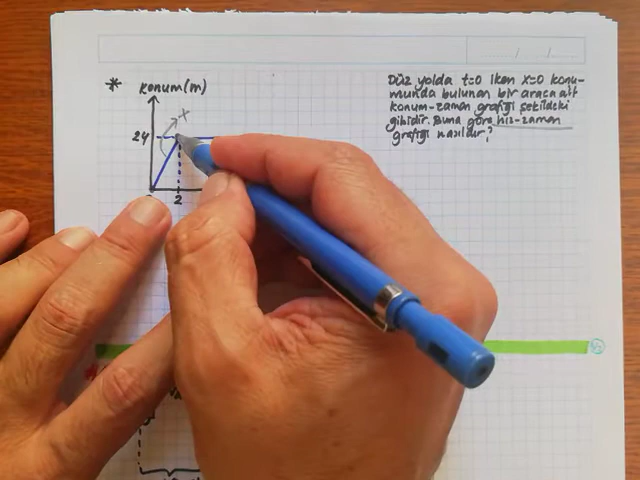 * Konum(m)
x
24
2
Düz yolda t=0 iken x=0 konu-
munda bulunan bir araca ait
konum-zaman grafiği şekildeki
gibidir. Buna göre hız-zaman
grafiği nasıldır?